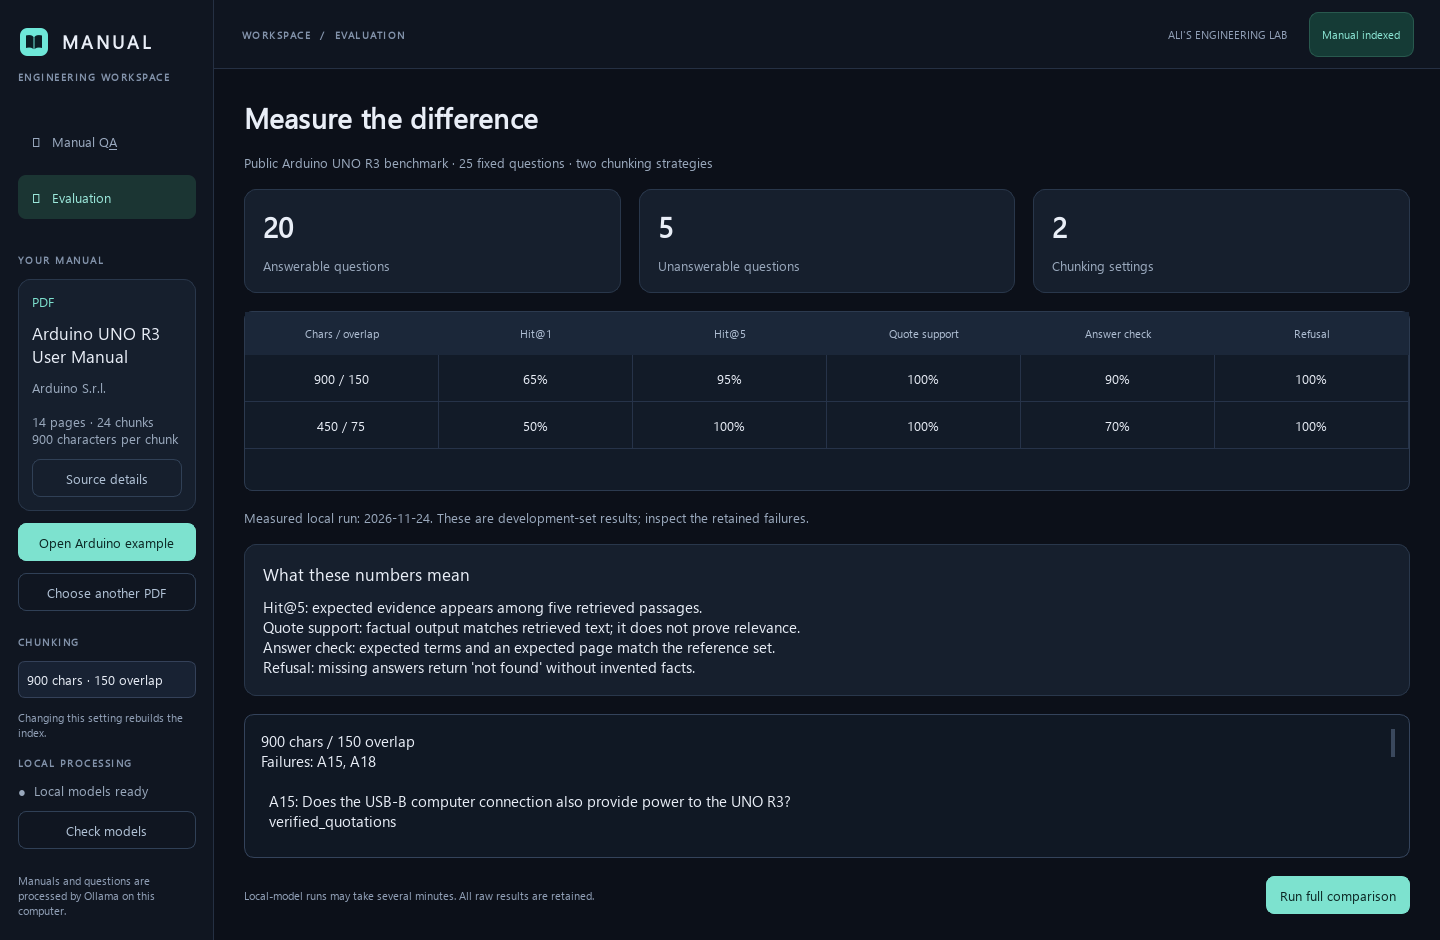 MANUAL
ENGINEERING WORKSPACE
Manual QA
Evaluation
YOUR MANUAL
PDF
Arduino UNO R3
User Manual
Arduino S.r.l.
14 pages · 24 chunks
900 characters per chunk
Source details
Open Arduino example
Choose another PDF
CHUNKING
900 chars · 150 overlap
Changing this setting rebuilds the
index.
LOCAL PROCESSING
● Local models ready
Check models
Manuals and questions are
processed by Ollama on this
computer.
WORKSPACE / EVALUATION
ALI'S ENGINEERING LAB
Manual indexed
Measure the difference
Public Arduino UNO R3 benchmark · 25 fixed questions · two chunking strategies
20
Answerable questions
5
Unanswerable questions
2
Chunking settings
Chars / overlap Hit@1 Hit@5 Quote support Answer check Refusal
900 / 150 65% 95% 100% 90% 100%
450 / 75 50% 100% 100% 70% 100%
Measured local run: 2026-11-24. These are development-set results; inspect the retained failures.
What these numbers mean
Hit@5: expected evidence appears among five retrieved passages.
Quote support: factual output matches retrieved text; it does not prove relevance.
Answer check: expected terms and an expected page match the reference set.
Refusal: missing answers return 'not found' without invented facts.
900 chars / 150 overlap
Failures: A15, A18
A15: Does the USB-B computer connection also provide power to the UNO R3?
verified_quotations
Local-model runs may take several minutes. All raw results are retained.
Run full comparison